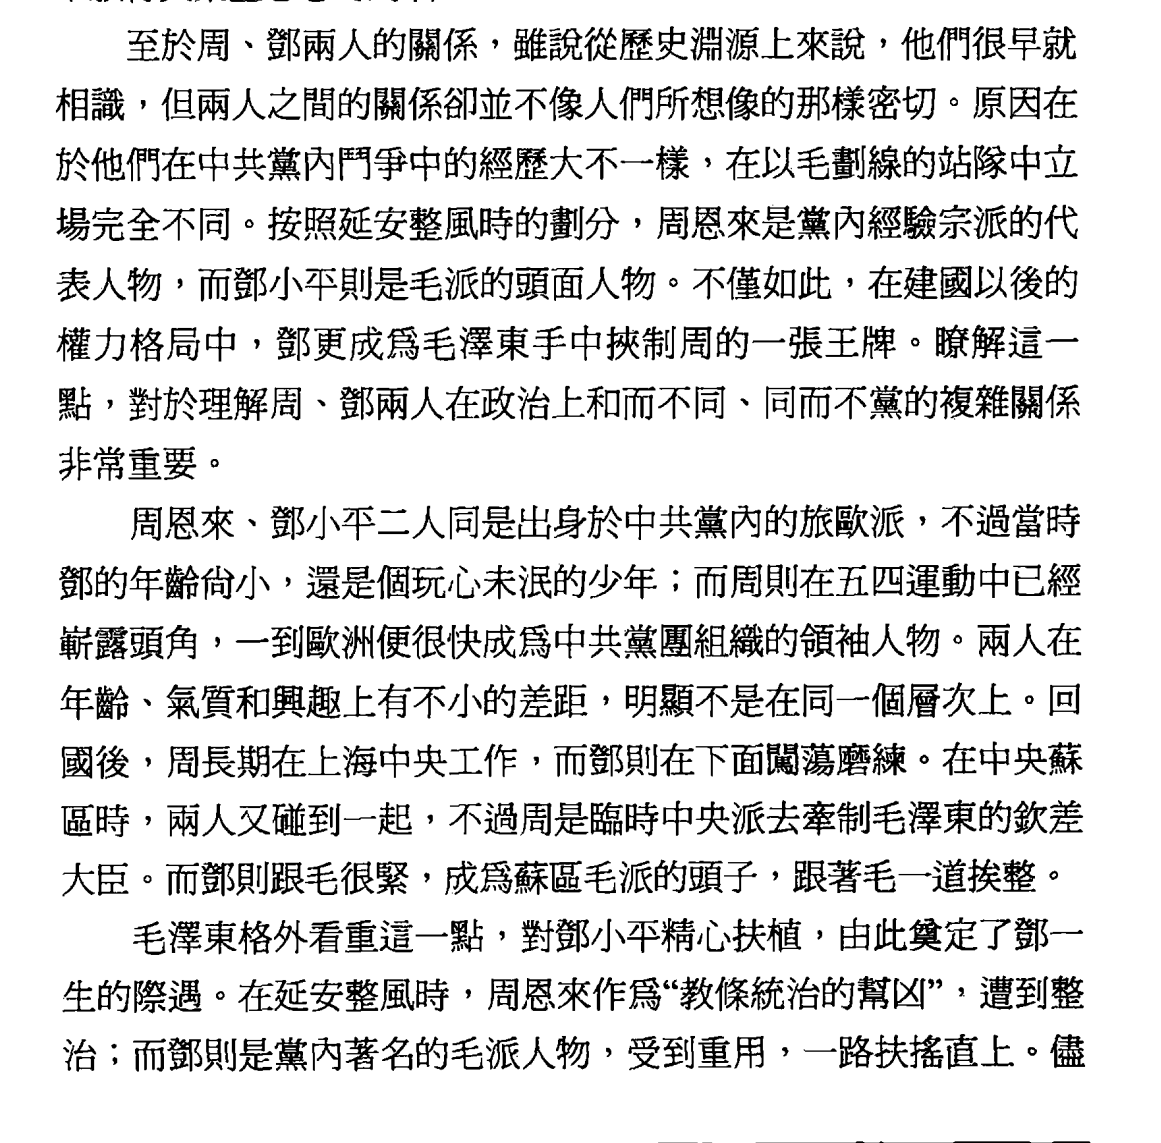 至於周、鄧兩人的關係，雖說從歷史淵源上來說，他們很早就
相識，但兩人之間的關係卻並不像人們所想像的那樣密切。原因在
於他們在中共黨內鬥爭中的經歷大不一樣，在以毛劃線的站隊中立
場完全不同。按照延安整風時的劃分，周恩來是黨內經驗宗派的代
表人物，而鄧小平則是毛派的頭面人物。不僅如此，在建國以後的
權力格局中，鄧更成爲毛澤東手中挾制周的一張王牌。瞭解這一
點，對於理解周、鄧兩人在政治上和而不同、同而不黨的複雜關係
非常重要。
周恩來、鄧小平二人同是出身於中共黨內的旅歐派，不過當時
鄧的年齡尙小，還是個玩心未泯的少年；而周則在五四運動中已經
嶄露頭角，一到歐洲便很快成爲中共黨團組織的領袖人物。兩人在
年齡、氣質和興趣上有不小的差距，明顯不是在同一個層次上。回
國後，周長期在上海中央工作，而鄧則在下面闖蕩磨練。在中央蘇
區時，兩人又碰到一起，不過周是臨時中央派去牽制毛澤東的欽差
大臣。而鄧則跟毛很緊，成爲蘇區毛派的頭子，跟著毛一道挨整。
毛澤東格外看重這一點，對鄧小平精心扶植，由此奠定了鄧一
生的際遇。在延安整風時，周恩來作爲“教條統治的幫凶”，遭到整
治；而鄧則是黨內著名的毛派人物，受到重用，一路扶搖直上。儘